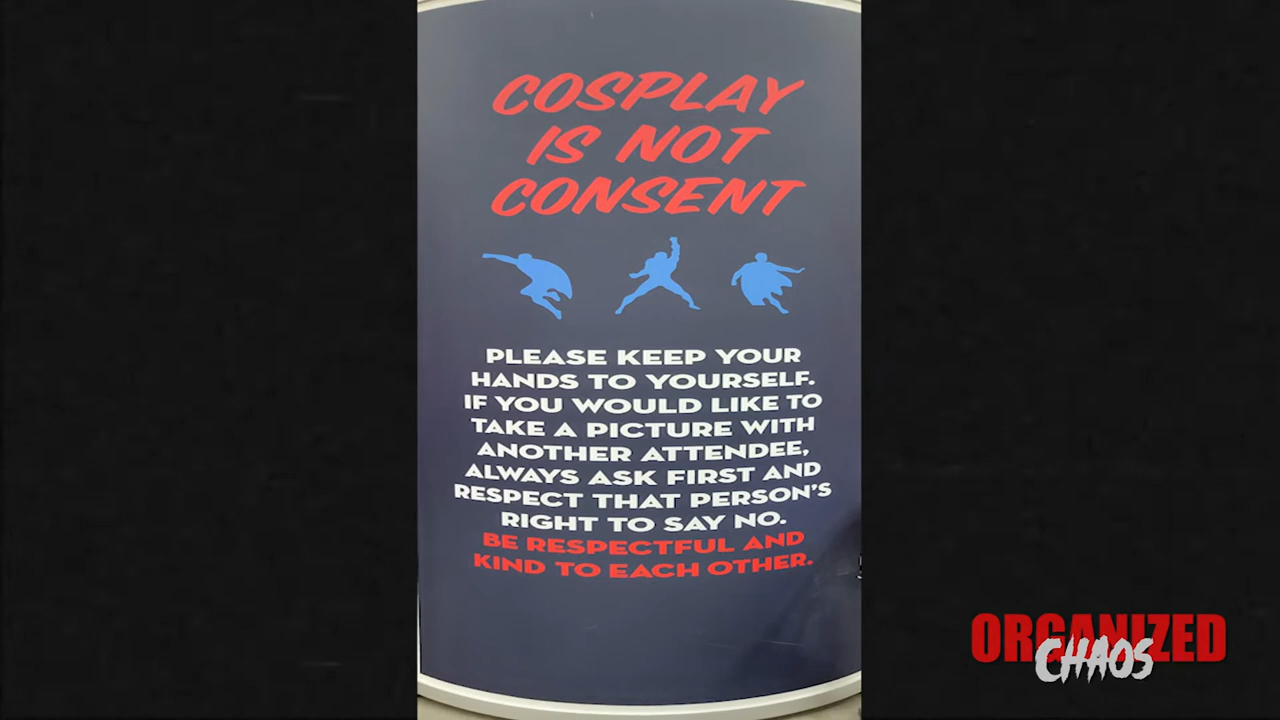 COSPLAY
IS NOT
CONSENT
PLEASE KEEP YOUR
HANDS TO YOURSELF.
IF YOU WOULD LIKE TO
TAKE A PICTURE WITH
ANOTHER ATTENDEE,
ALWAYS ASK FIRST AND
RESPECT THAT PERSON'S
RIGHT TO SAY NO.
BE RESPECTFUL AND
KIND TO EACH OTHER.
ORGANIZED
CHAOS